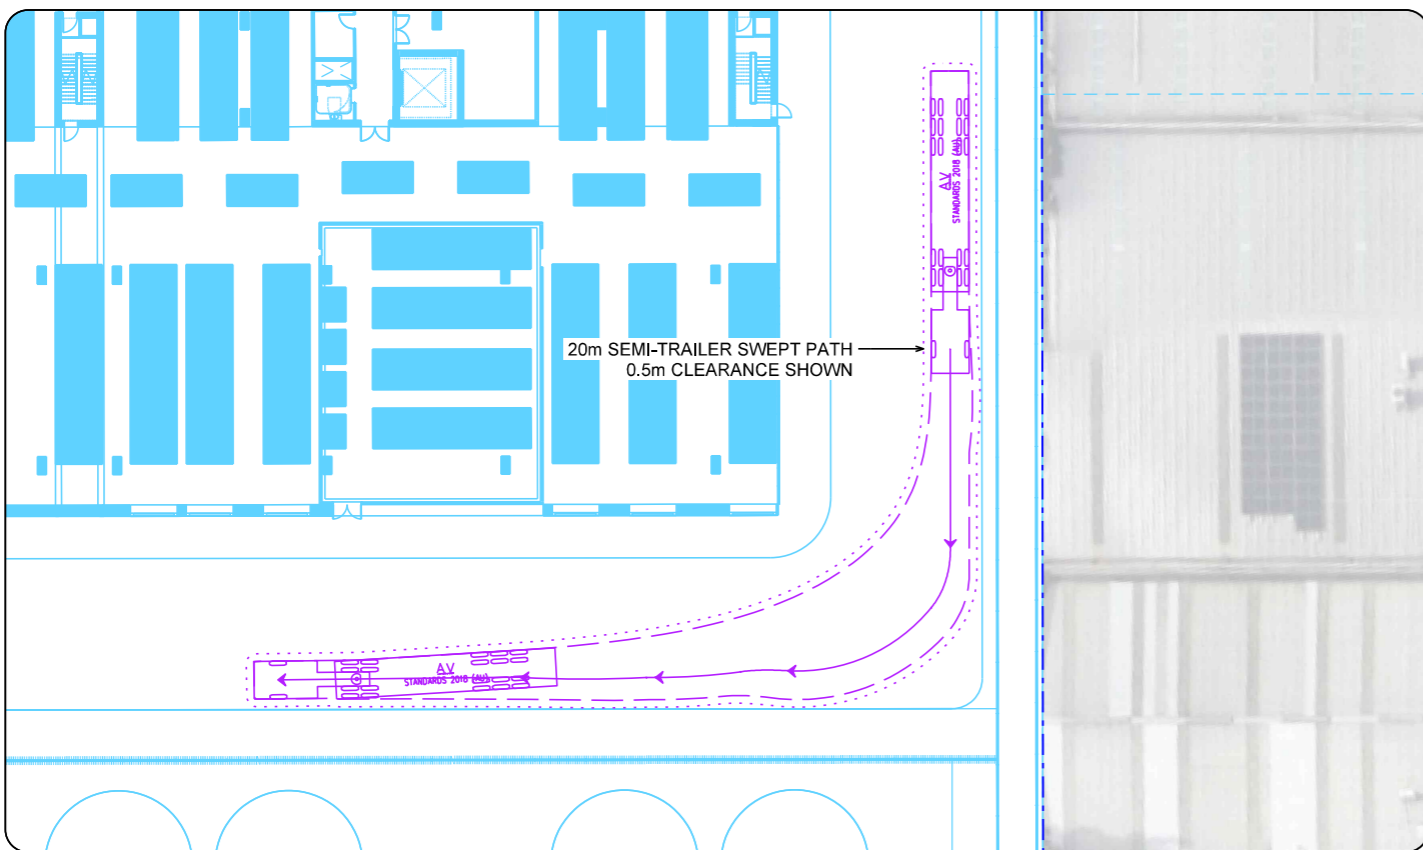 AV
STANDARDS 2018 (AU)
20m SEMI-TRAILER SWEPT PATH
0.5m CLEARANCE SHOWN
AV
STANDARDS 2018 (AU)